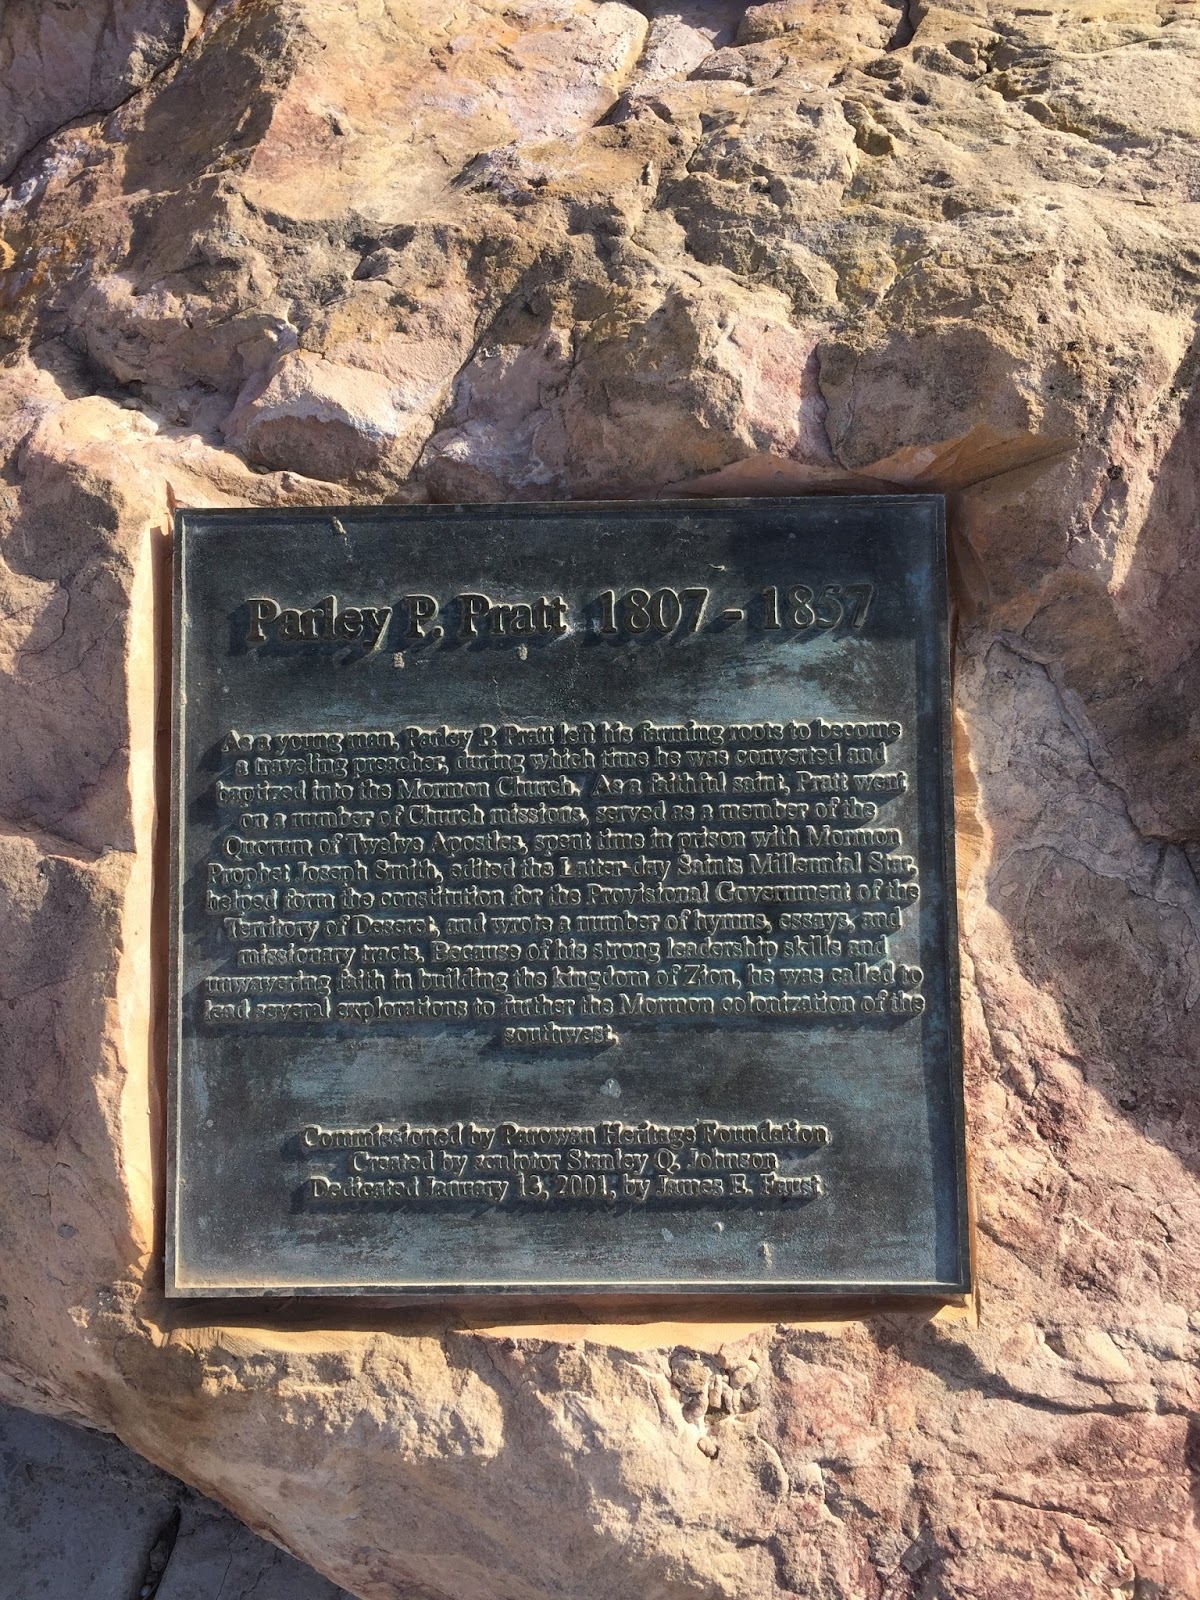 Parley P. Pratt 1807 - 1857
As a young man, Parley P. Pratt left his farming roots to become
a traveling preacher, during which time he was converted and
baptized into the Mormon Church. As a faithful saint, Pratt went
on a number of Church missions, served as a member of the
Quorum of Twelve Apostles, spent time in prison with Mormon
Prophet Joseph Smith, edited the Latter-day Saints Millennial Star,
helped form the constitution for the Provisional Government of the
Territory of Deseret, and wrote a number of hymns, essays, and
missionary tracts. Because of his strong leadership skills and
unwavering faith in building the kingdom of Zion, he was called to
lead several explorations to further the Mormon colonization of the
southwest.
Commissioned by Parowan Heritage Foundation
Created by sculptor Stanley Q. Johnson
Dedicated January 13, 2001, by James E. Faust